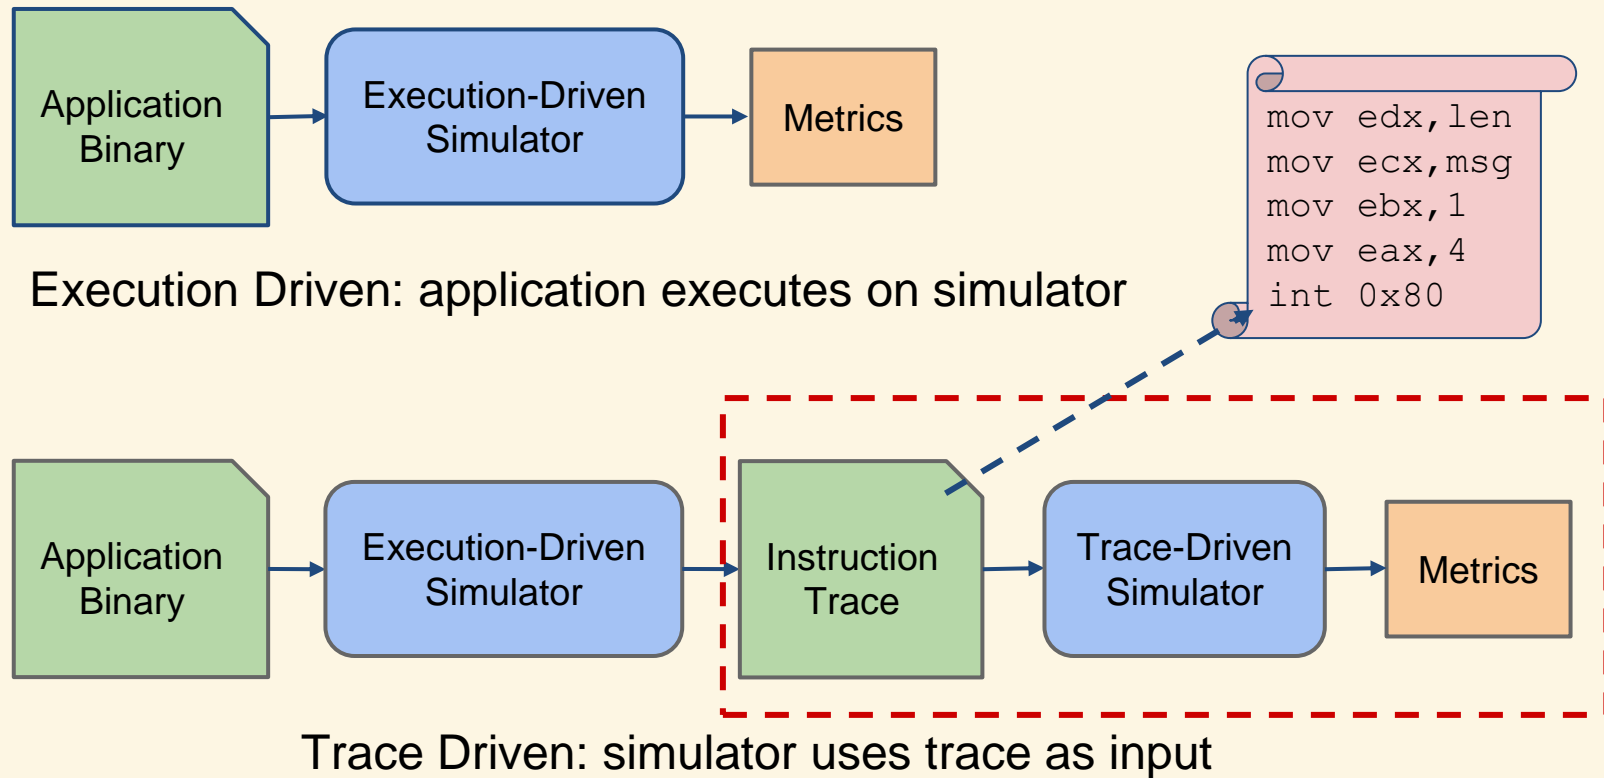 Application
Binary
Execution-Driven
Simulator
Metrics
mov edx,len
mov ecx,msg
mov ebx,1
mov eax,4
int 0x80
Execution Driven: application executes on simulator
Application
Binary
Execution-Driven
Simulator
Instruction
Trace
Trace-Driven
Simulator
Metrics
Trace Driven: simulator uses trace as input